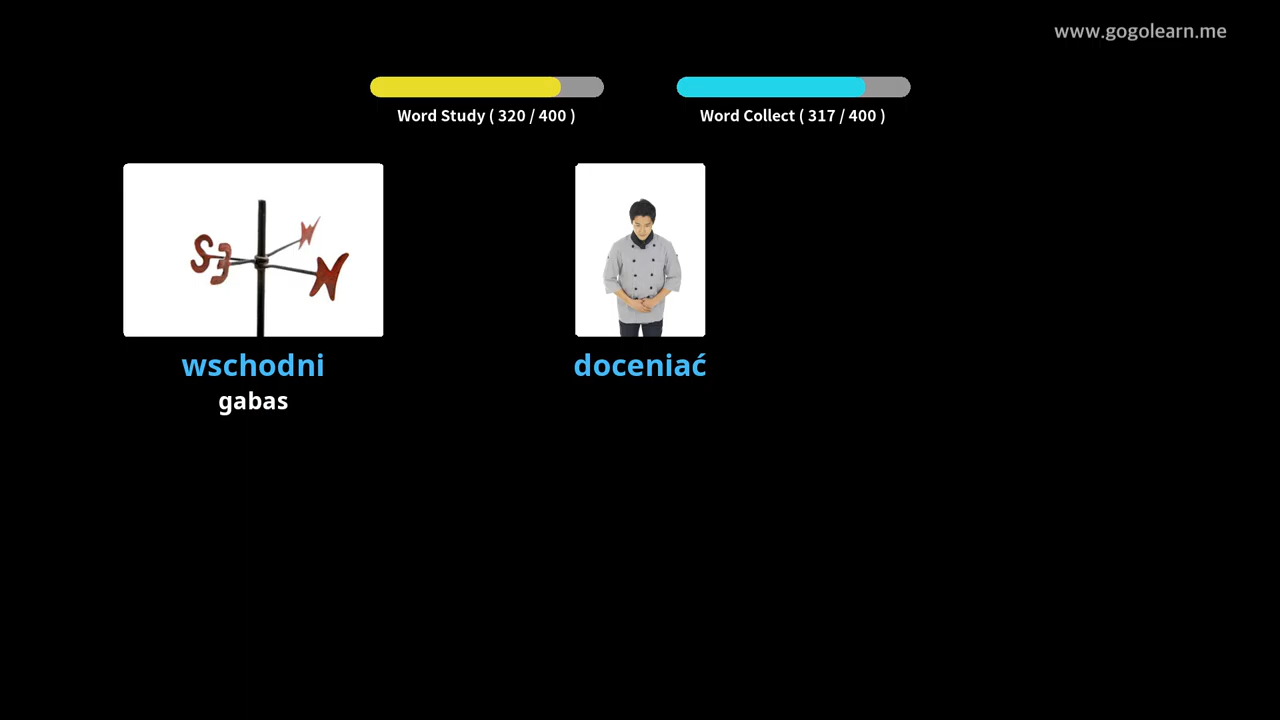 www.gogolearn.me
Word Study ( 320 / 400 )
Word Collect ( 317 / 400 )
S E N
wschodni
doceniać
gabas